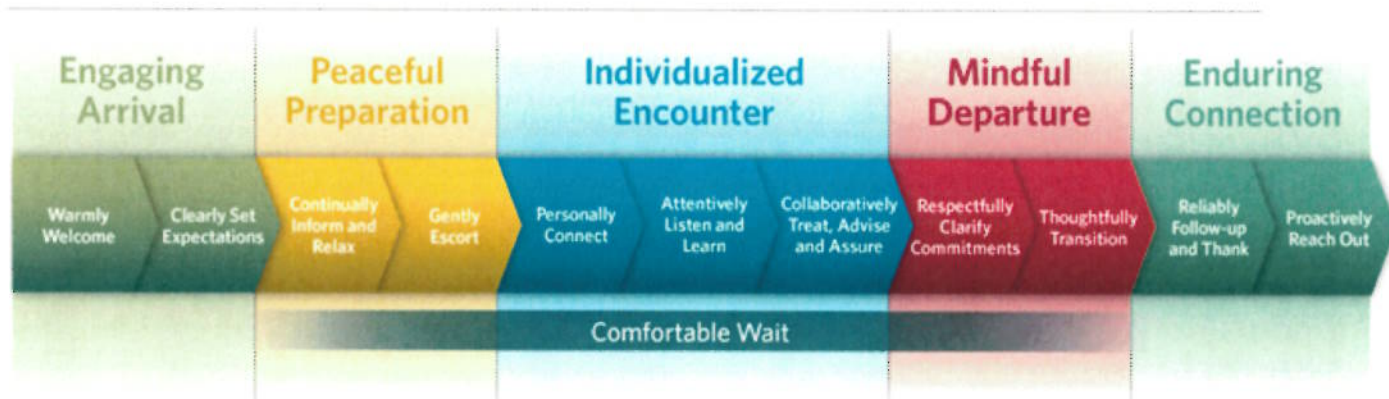 Engaging
Arrival
Peaceful
Preparation
Individualized
Encounter
Mindful
Departure
Enduring
Connection
Warmly
Welcome
Clearly Set
Expectations
Continually
Inform and
Relax
Gently
Escort
Personally
Connect
Attentively
Listen and
Learn
Collaboratively
Treat, Advise
and Assure
Respectfully
Clarify
Commitments
Thoughtfully
Transition
Reliably
Follow-up
and Thank
Proactively
Reach Out
Comfortable Wait